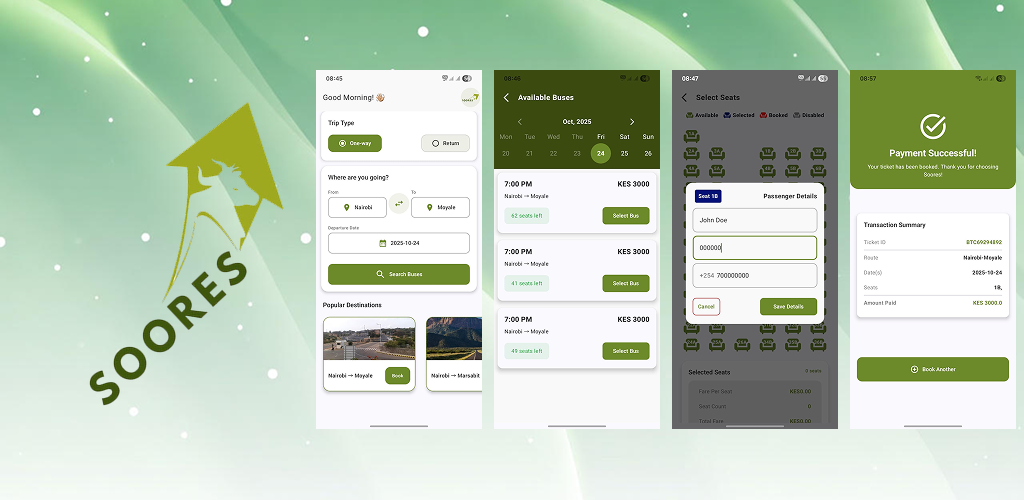 SOORES
08:45
Good Morning! 👋
Trip Type
One-way
Return
Where are you going?
From
To
Nairobi
Moyale
Departure Date
2025-10-24
Search Buses
Popular Destinations
Nairobi → Moyale
Book
Nairobi → Marsabit
08:46
Available Buses
Oct, 2025
Mon Tue Wed Thu Fri Sat Sun
20 21 22 23 24 25 26
7:00 PM KES 3000
Nairobi → Moyale
62 seats left
Select Bus
7:00 PM KES 3000
Nairobi → Moyale
41 seats left
Select Bus
7:00 PM KES 3000
Nairobi → Moyale
49 seats left
Select Bus
08:47
Select Seats
Available Selected Booked Disabled
Seat 1B
Passenger Details
John Doe
000000
+254 700000000
Cancel
Save Details
Selected Seats
0 seats
Fare Per Seat KES0.00
Seat Count 0
Total Fare KES0.00
08:57
Payment Successful!
Your ticket has been booked, Thank you for choosing
Soores!
Transaction Summary
Ticket ID BTC69294892
Route Nairobi-Moyale
Date(s) 2025-10-24
Seats 1B,
Amount Paid KES 3000.0
Book Another